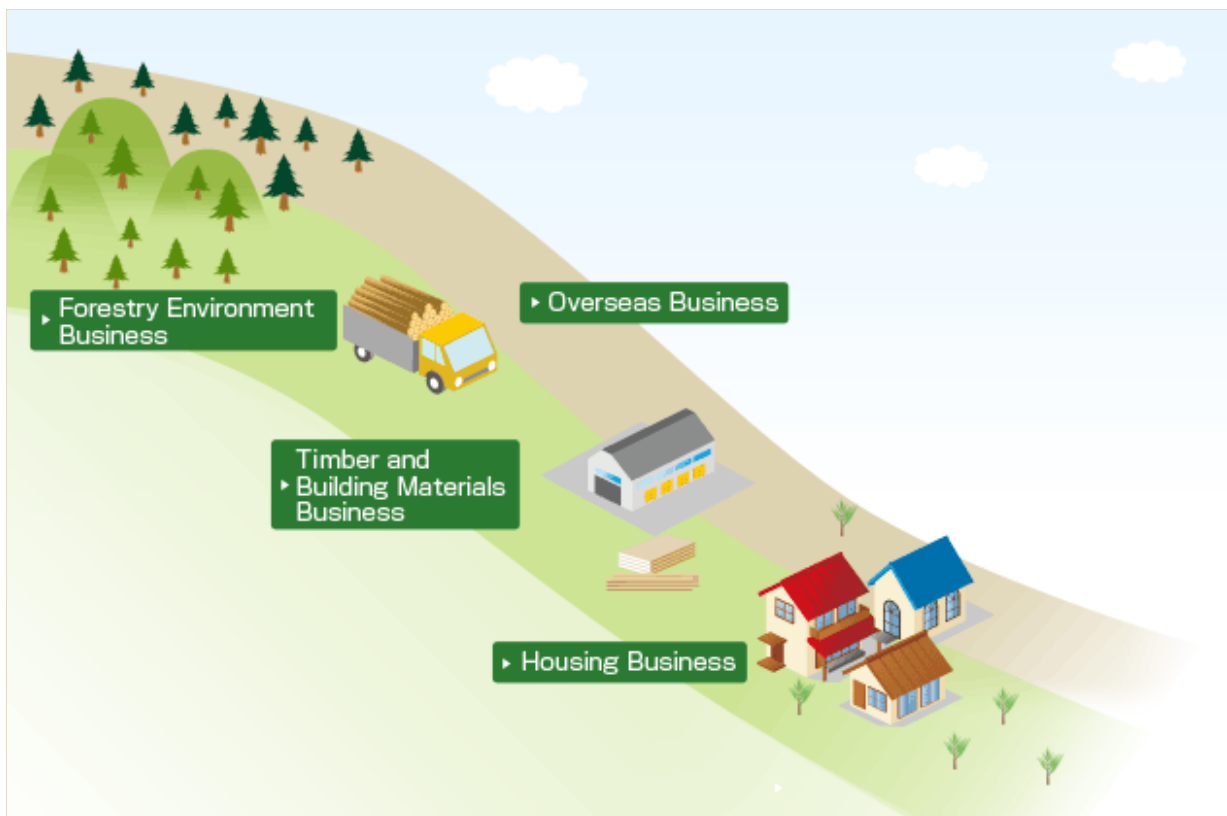 Forestry Environment
Business
Overseas Business
Timber and
Building Materials
Business
Housing Business